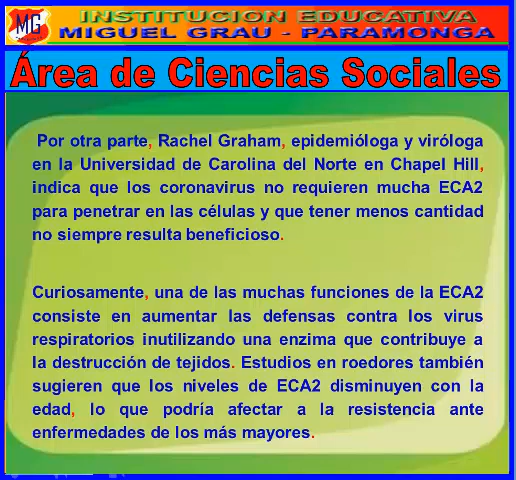 MG
INSTITUCION EDUCATIVA
MIGUEL GRAU - PARAMONGA
Área de Ciencias Sociales
Por otra parte, Rachel Graham, epidemióloga y viróloga
en la Universidad de Carolina del Norte en Chapel Hill,
indica que los coronavirus no requieren mucha ECA2
para penetrar en las células y que tener menos cantidad
no siempre resulta beneficioso.
Curiosamente, una de las muchas funciones de la ECA2
consiste en aumentar las defensas contra los virus
respiratorios inutilizando una enzima que contribuye a
la destrucción de tejidos. Estudios en roedores también
sugieren que los niveles de ECA2 disminuyen con la
edad, lo que podría afectar a la resistencia ante
enfermedades de los más mayores.